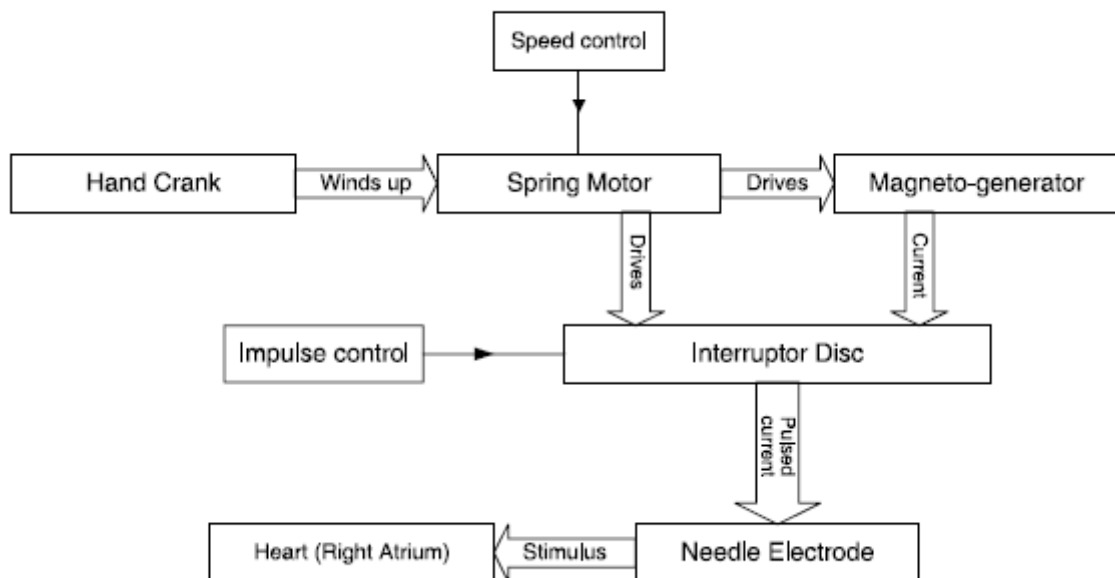 Speed control
Hand Crank
Winds up
Spring Motor
Drives
Magneto-generator
Drives
Current
Impulse control
Interruptor Disc
Pulsed
current
Heart (Right Atrium)
Stimulus
Needle Electrode